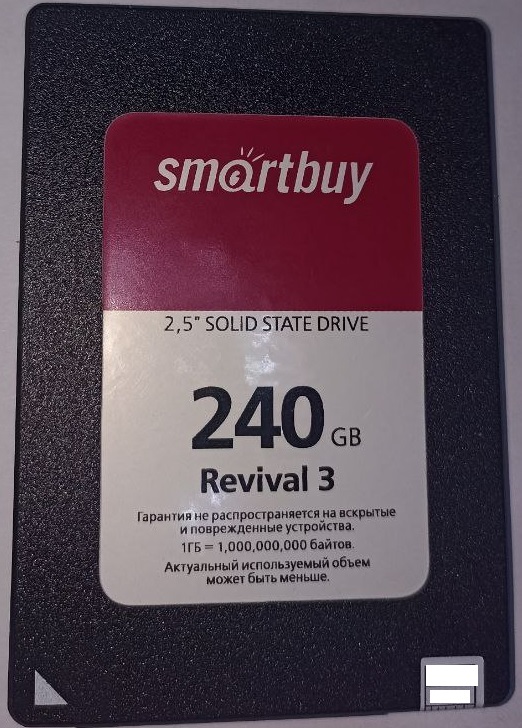 smartbuy
2,5" SOLID STATE DRIVE
240 GB
Revival 3
Гарантия не распространяется на вскрытые
и поврежденные устройства.
1ГБ = 1,000,000,000 байтов.
Актуальный используемый объем
может быть меньше.